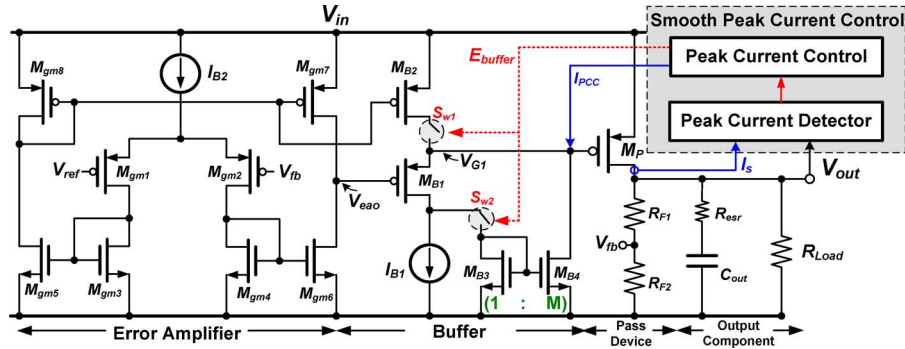 Smooth Peak Current Control
V_in
E_buffer
Peak Current Control
I_PCC
Peak Current Detector
M_gm8
I_B2
M_gm7
M_B2
S_w1
V_ref
M_gm1
M_gm2
V_fb
V_eao
M_B1
V_G1
M_P
I_s
V_out
S_w2
R_F1
R_esr
V_fb
R_Load
M_gm5
M_gm3
M_gm4
M_gm6
I_B1
M_B3
M_B4
R_F2
C_out
(1 : M)
Error Amplifier
Buffer
Pass Device
Output Component